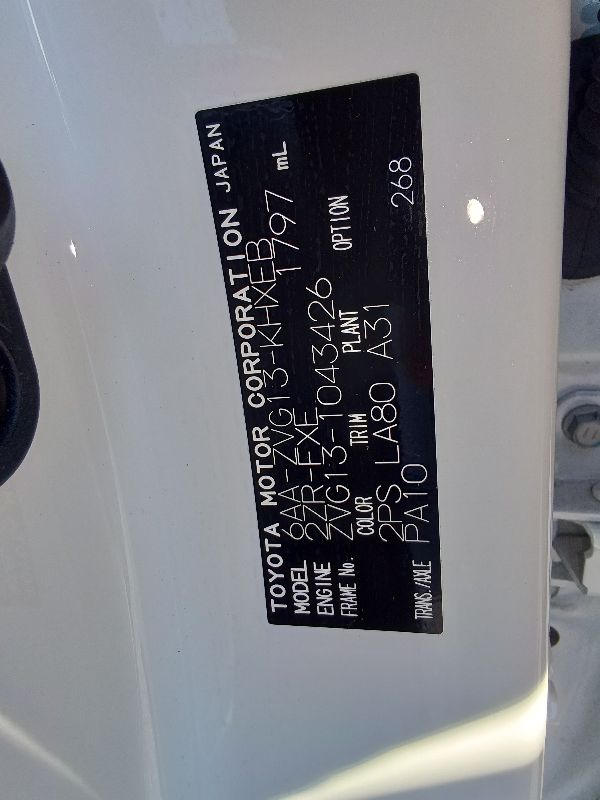 TOYOTA MOTOR CORPORATION JAPAN
MODEL 6AA-ZVG13-KHXEB
ENGINE 2ZR-FXE 1797 mL
FRAME No. ZVG13-1043426
COLOR TRIM PLANT OPTION
2PS LA80 A31 268
TRANS./AXLE PA10